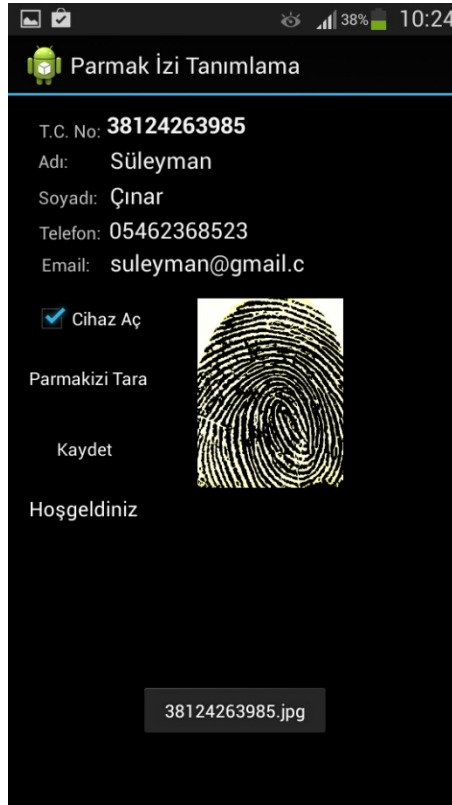 38% 10:24
Parmak İzi Tanımlama
T.C. No: 38124263985
Adı: Süleyman
Soyadı: Çınar
Telefon: 05462368523
Email: suleyman@gmail.c
Cihaz Aç
Parmakizi Tara
Kaydet
Hoşgeldiniz
38124263985.jpg